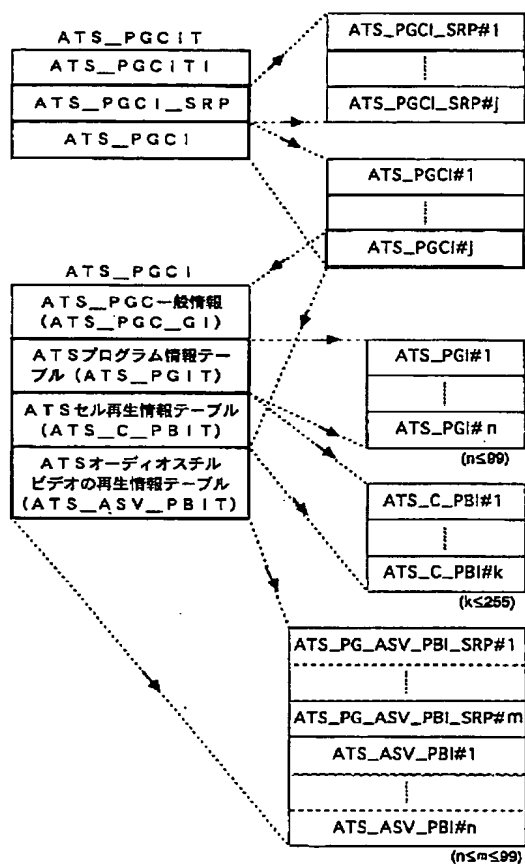 ATS_PGCIT
ATS_PGCITI
ATS_PGCI_SRP
ATS_PGCI
ATS_PGCI_SRP#1
ATS_PGCI_SRP#j
ATS_PGCI#1
ATS_PGCI#j
ATS_PGCI
ATS_PGC一般情報
(ATS_PGC_GI)
ATSプログラム情報テー
ブル(ATS_PGIT)
ATSセル再生情報テーブル
(ATS_C_PBIT)
ATSオーディオスチル
ビデオの再生情報テーブル
(ATS_ASV_PBIT)
ATS_PGI#1
ATS_PGI#n
(n≤99)
ATS_C_PBI#1
ATS_C_PBI#k
(k≤255)
ATS_PG_ASV_PBI_SRP#1
ATS_PG_ASV_PBI_SRP#m
ATS_ASV_PBI#1
ATS_ASV_PBI#n
(n≤m≤99)